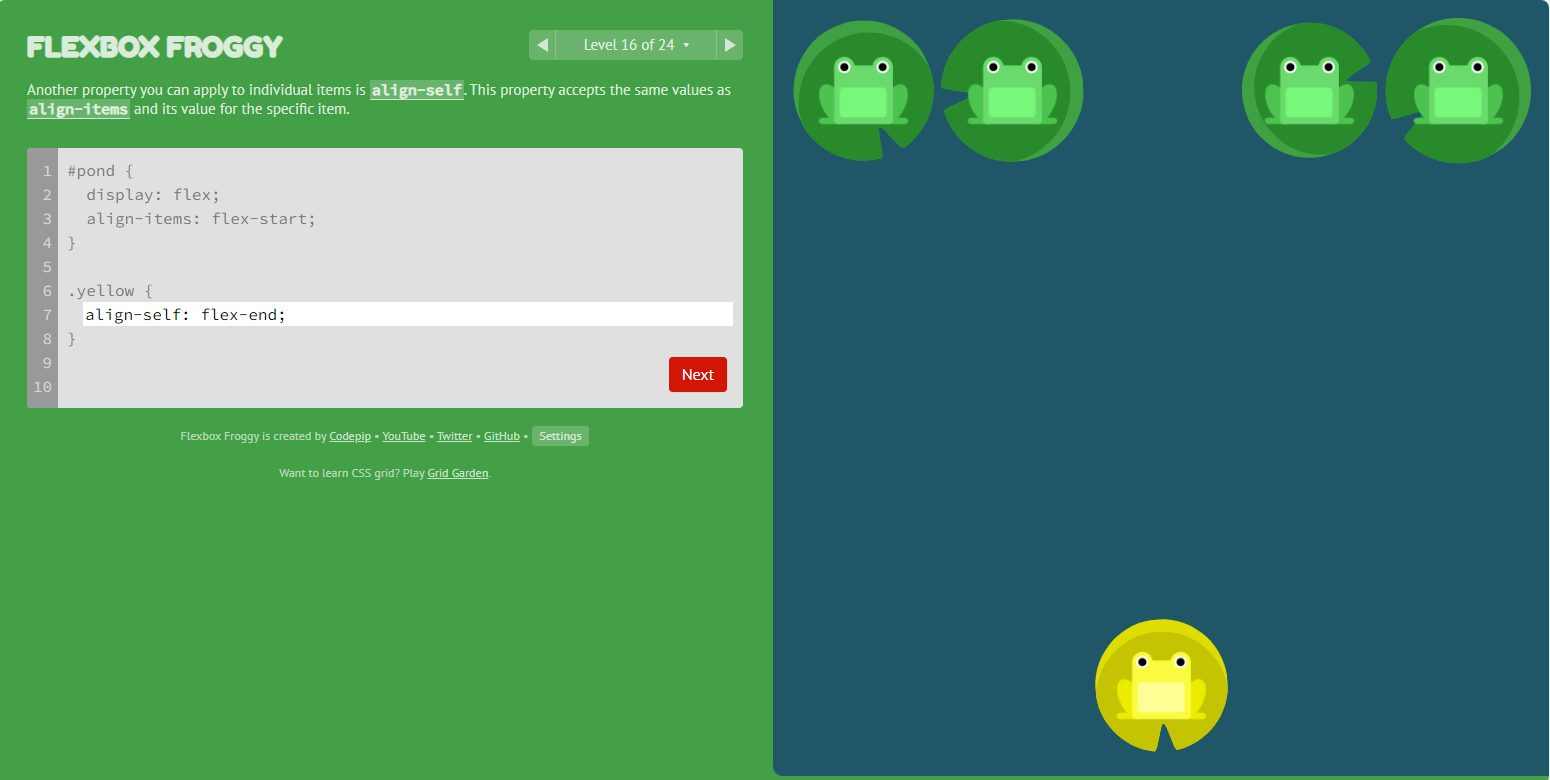 FLEXBOX FROGGY
Level 16 of 24
Another property you can apply to individual items is align-self. This property accepts the same values as
align-items and its value for the specific item.
1 #pond {
2 display: flex;
3 align-items: flex-start;
4 }
5
6 .yellow {
7 align-self: flex-end;
8 }
9
10
Next
Flexbox Froggy is created by Codepip • YouTube • Twitter • GitHub • Settings
Want to learn CSS grid? Play Grid Garden.